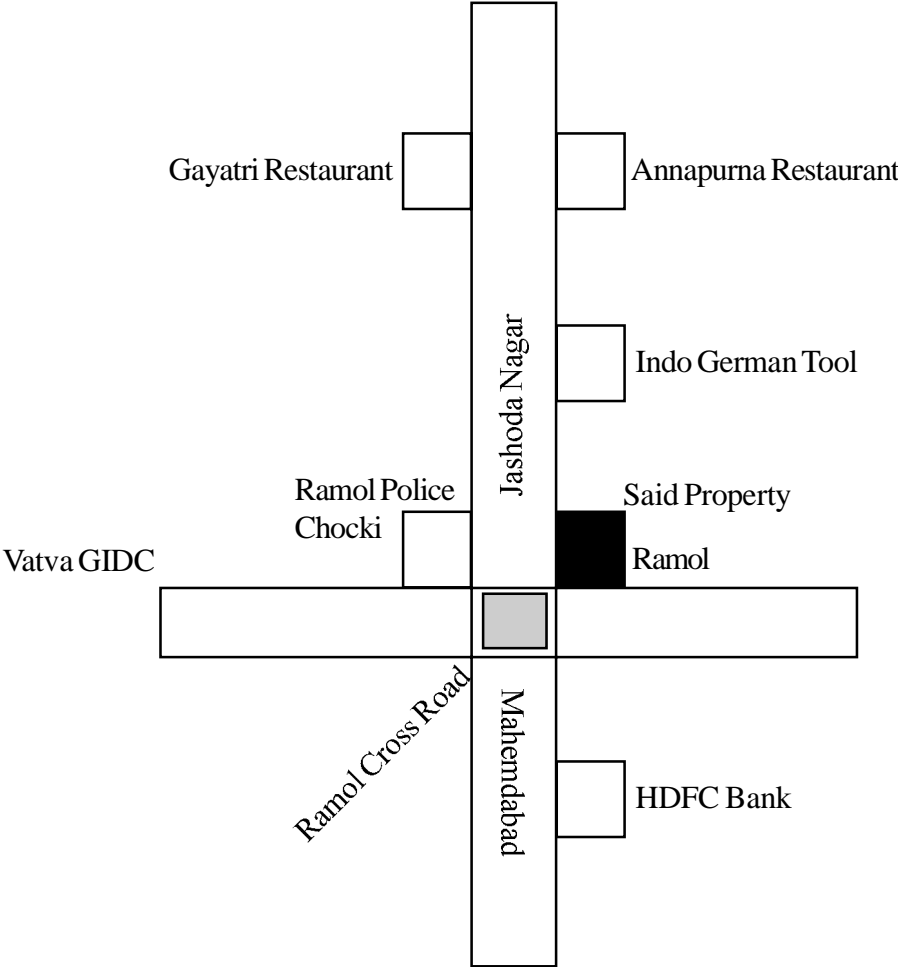 Gayatri Restaurant
Annapurna Restaurant
Jashoda Nagar
Indo German Tool
Ramol Police
Chocki
Said Property
Vatva GIDC
Ramol
Ramol Cross Road
Mahemdabad
HDFC Bank